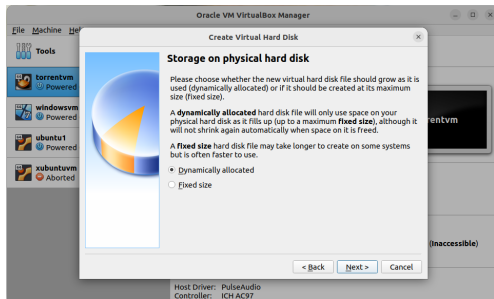 Oracle VM VirtualBox Manager
File Machine Hel
Create Virtual Hard Disk
Tools
torrentvm
Powered
windowsvm
Powered
ubuntu1
Powered
xubuntuvm
Aborted
Storage on physical hard disk
Please choose whether the new virtual hard disk file should grow as it is
used (dynamically allocated) or if it should be created at its maximum
size (fixed size).
A dynamically allocated hard disk file will only use space on your
physical hard disk as it fills up (up to a maximum fixed size), although it
will not shrink again automatically when space on it is freed.
A fixed size hard disk file may take longer to create on some systems
but is often faster to use.
Dynamically allocated
Fixed size
< Back Next > Cancel
rentvm
(Inaccessible)
Host Driver: PulseAudio
Controller: ICH AC97